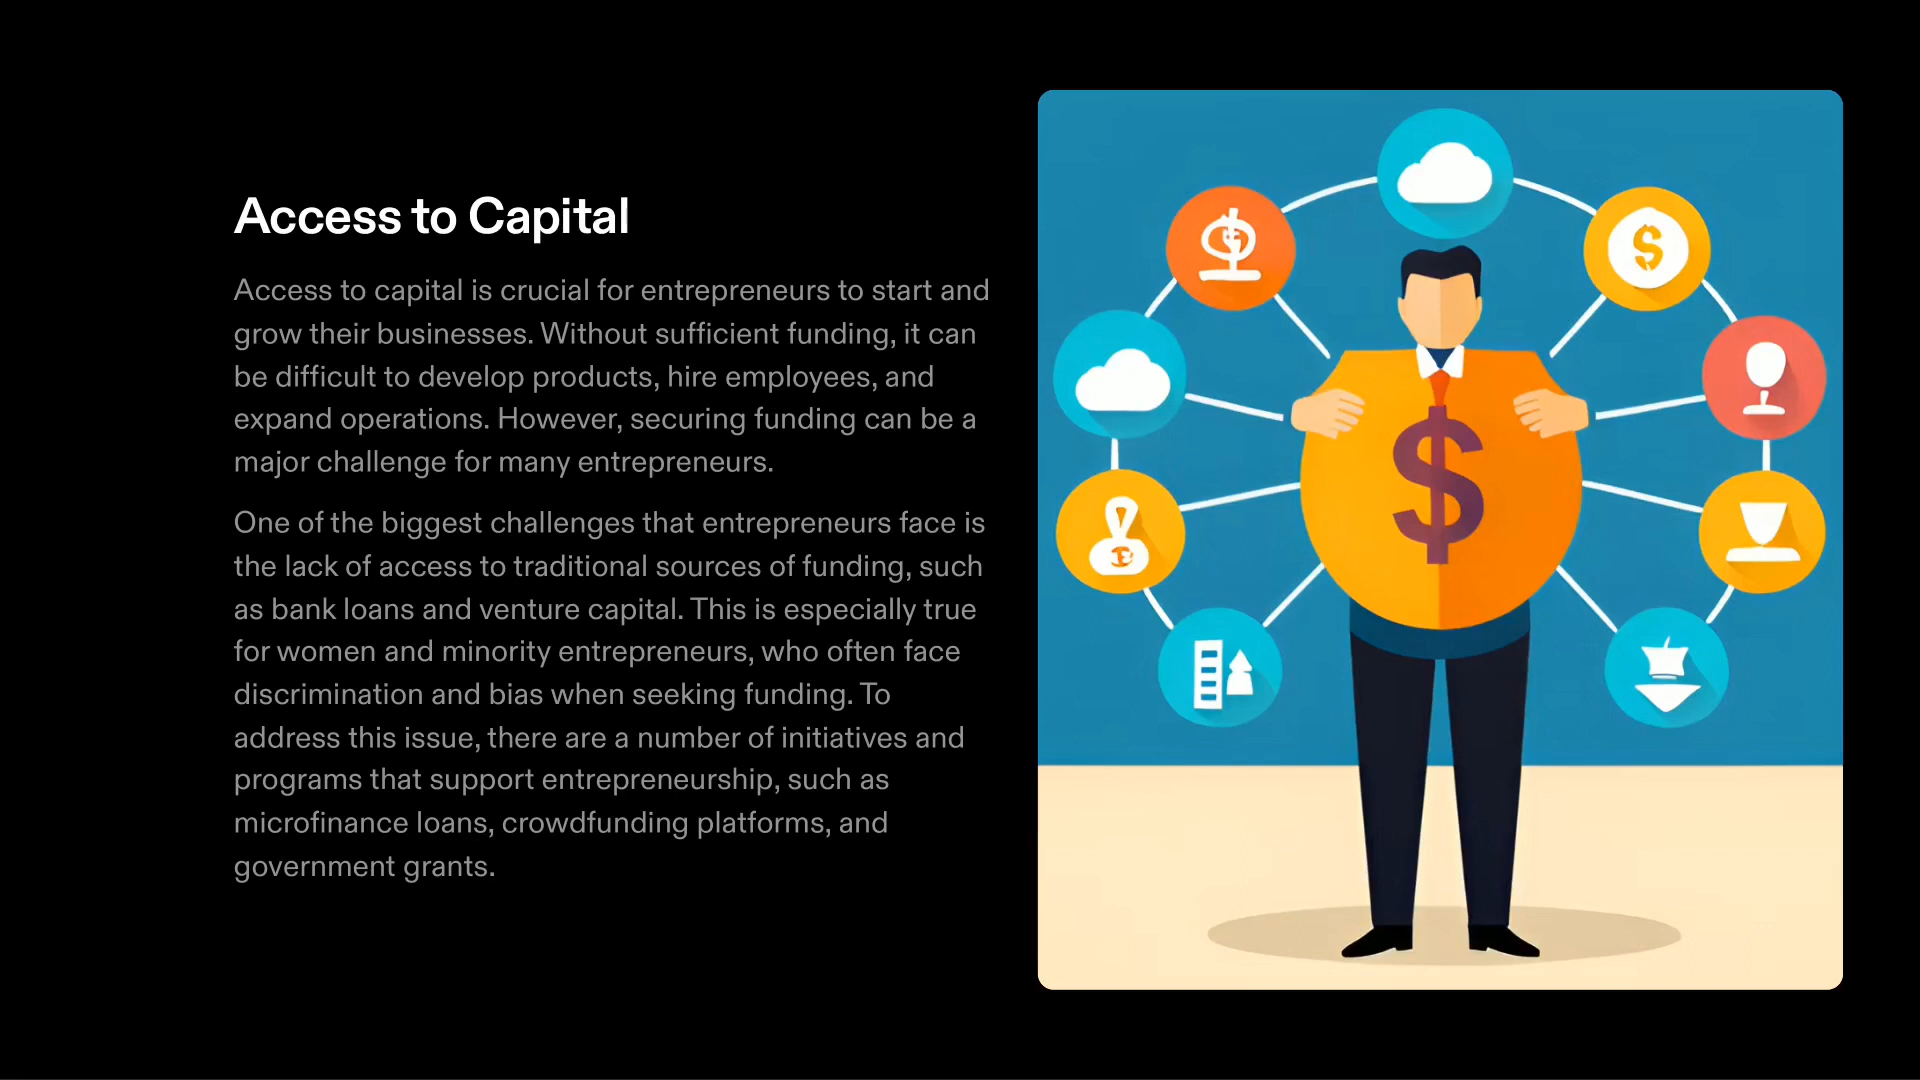 Access to Capital
Access to capital is crucial for entrepreneurs to start and
grow their businesses. Without sufficient funding, it can
be difficult to develop products, hire employees, and
expand operations. However, securing funding can be a
major challenge for many entrepreneurs.
One of the biggest challenges that entrepreneurs face is
the lack of access to traditional sources of funding, such
as bank loans and venture capital. This is especially true
for women and minority entrepreneurs, who often face
discrimination and bias when seeking funding. To
address this issue, there are a number of initiatives and
programs that support entrepreneurship, such as
microfinance loans, crowdfunding platforms, and
government grants.
$
$